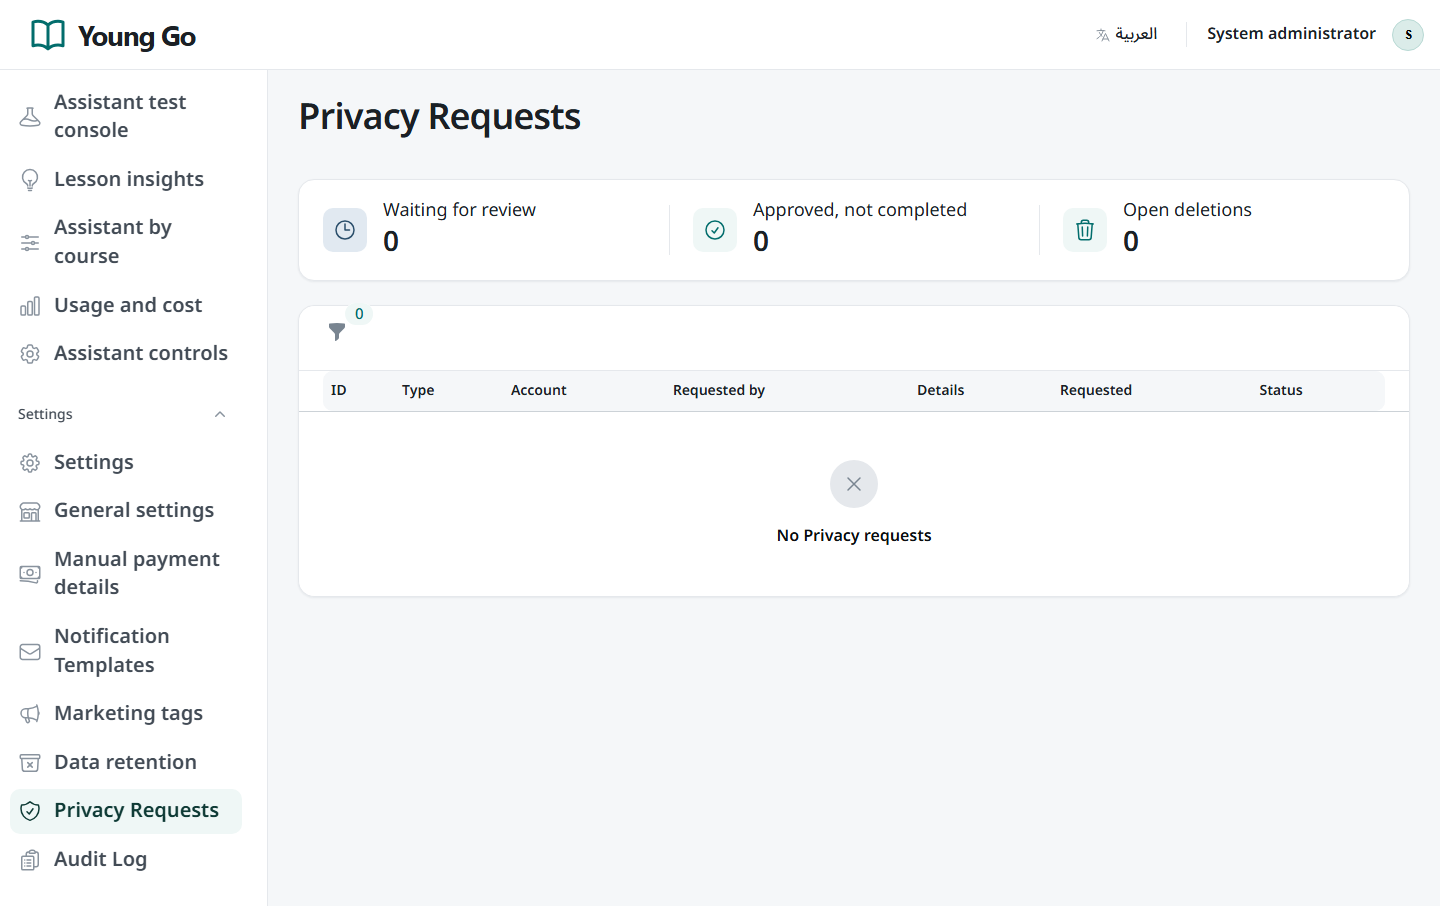 Young Go
العربية
System administrator
S
Assistant test
console
Lesson insights
Assistant by
course
Usage and cost
Assistant controls
Settings
Settings
General settings
Manual payment
details
Notification
Templates
Marketing tags
Data retention
Privacy Requests
Audit Log
Privacy Requests
Waiting for review
0
Approved, not completed
0
Open deletions
0
0
ID Type Account Requested by Details Requested Status
No Privacy requests